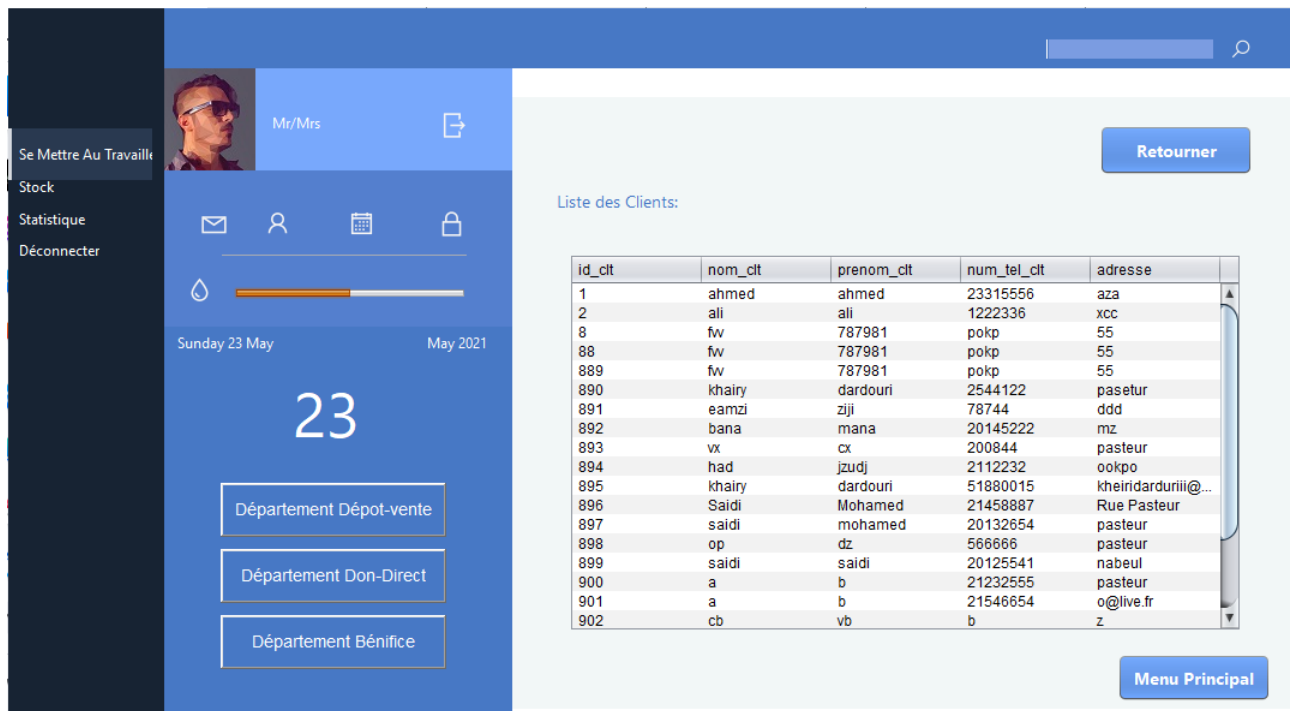 Se Mettre Au Travaille
Stock
Statistique
Déconnecter
Mr/Mrs
Sunday 23 May May 2021
23
Département Dépot-vente
Département Don-Direct
Département Bénifice
Retourner
Liste des Clients:
id_clt nom_clt prenom_clt num_tel_clt adresse
1 ahmed ahmed 23315556 aza
2 ali ali 1222336 xcc
8 fw 787981 pokp 55
88 fw 787981 pokp 55
889 fw 787981 pokp 55
890 khairy dardouri 2544122 pasetur
891 eamzi ziji 78744 ddd
892 bana mana 20145222 mz
893 vx cx 200844 pasteur
894 had jzudj 2112232 ookpo
895 khairy dardouri 51880015 kheiridarduriii@...
896 Saidi Mohamed 21458887 Rue Pasteur
897 saidi mohamed 20132654 pasteur
898 op dz 566666 pasteur
899 saidi saidi 20125541 nabeul
900 a b 21232555 pasteur
901 a b 21546654 o@live.fr
902 cb vb b z
Menu Principal